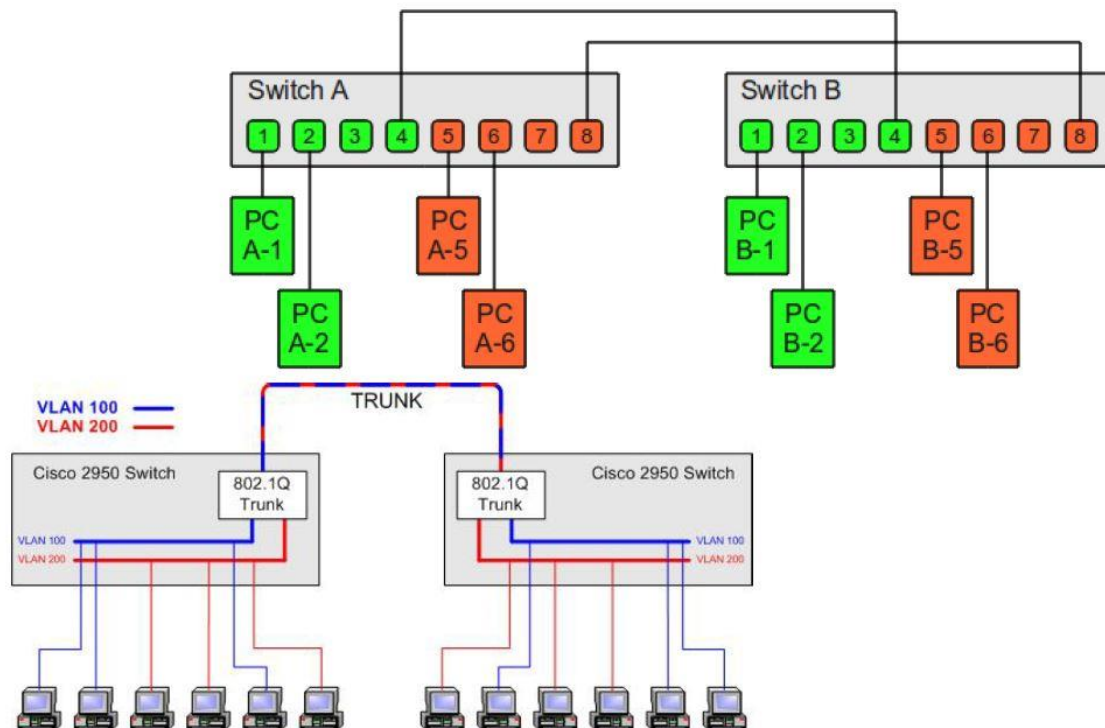 Switch A
1 2 3 4 5 6 7 8
PC
A-1
PC
A-2
PC
A-5
PC
A-6
Switch B
1 2 3 4 5 6 7 8
PC
B-1
PC
B-2
PC
B-5
PC
B-6
TRUNK
VLAN 100
VLAN 200
Cisco 2950 Switch
802.1Q
Trunk
VLAN 100
VLAN 200
802.1Q
Trunk
Cisco 2950 Switch
VLAN 100
VLAN 200